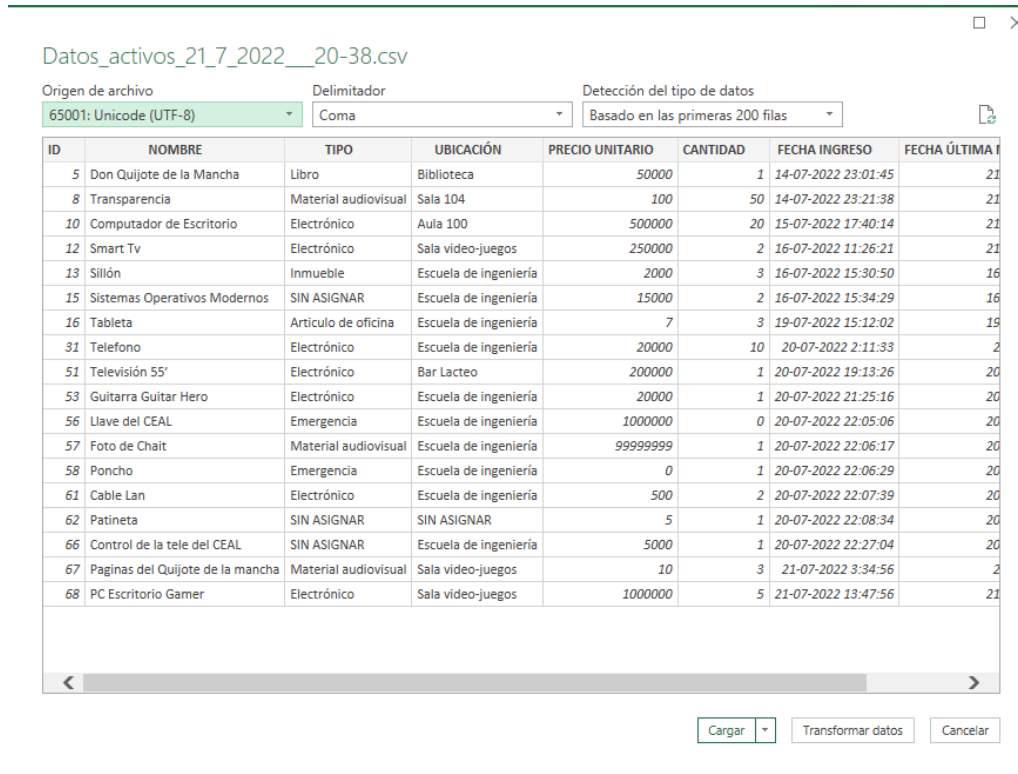 Datos_activos_21_7_2022___20-38.csv
Origen de archivo Delimitador Detección del tipo de datos
65001: Unicode (UTF-8) Coma Basado en las primeras 200 filas
ID NOMBRE TIPO UBICACIÓN PRECIO UNITARIO CANTIDAD FECHA INGRESO FECHA ÚLTIMA
5 Don Quijote de la Mancha Libro Biblioteca 50000 1 14-07-2022 23:01:45 21
8 Transparencia Material audiovisual Sala 104 100 50 14-07-2022 23:21:38 21
10 Computador de Escritorio Electrónico Aula 100 500000 20 15-07-2022 17:40:14 21
12 Smart Tv Electrónico Sala video-juegos 250000 2 16-07-2022 11:26:21 21
13 Sillón Inmueble Escuela de ingeniería 2000 3 16-07-2022 15:30:50 16
15 Sistemas Operativos Modernos SIN ASIGNAR Escuela de ingeniería 15000 2 16-07-2022 15:34:29 16
16 Tableta Articulo de oficina Escuela de ingeniería 7 3 19-07-2022 15:12:02 19
31 Telefono Electrónico Escuela de ingeniería 20000 10 20-07-2022 2:11:33 2
51 Televisión 55′ Electrónico Bar Lacteo 200000 1 20-07-2022 19:13:26 20
53 Guitarra Guitar Hero Electrónico Escuela de ingeniería 20000 1 20-07-2022 21:25:16 20
56 Llave del CEAL Emergencia Escuela de ingeniería 1000000 0 20-07-2022 22:05:06 20
57 Foto de Chait Material audiovisual Escuela de ingeniería 99999999 1 20-07-2022 22:06:17 20
58 Poncho Emergencia Escuela de ingeniería 0 1 20-07-2022 22:06:29 20
61 Cable Lan Electrónico Escuela de ingeniería 500 2 20-07-2022 22:07:39 20
62 Patineta SIN ASIGNAR SIN ASIGNAR 5 1 20-07-2022 22:08:34 20
66 Control de la tele del CEAL SIN ASIGNAR Escuela de ingeniería 5000 1 20-07-2022 22:27:04 20
67 Paginas del Quijote de la mancha Material audiovisual Sala video-juegos 10 3 21-07-2022 3:34:56 2
68 PC Escritorio Gamer Electrónico Sala video-juegos 1000000 5 21-07-2022 13:47:56 21
Cargar Transformar datos Cancelar